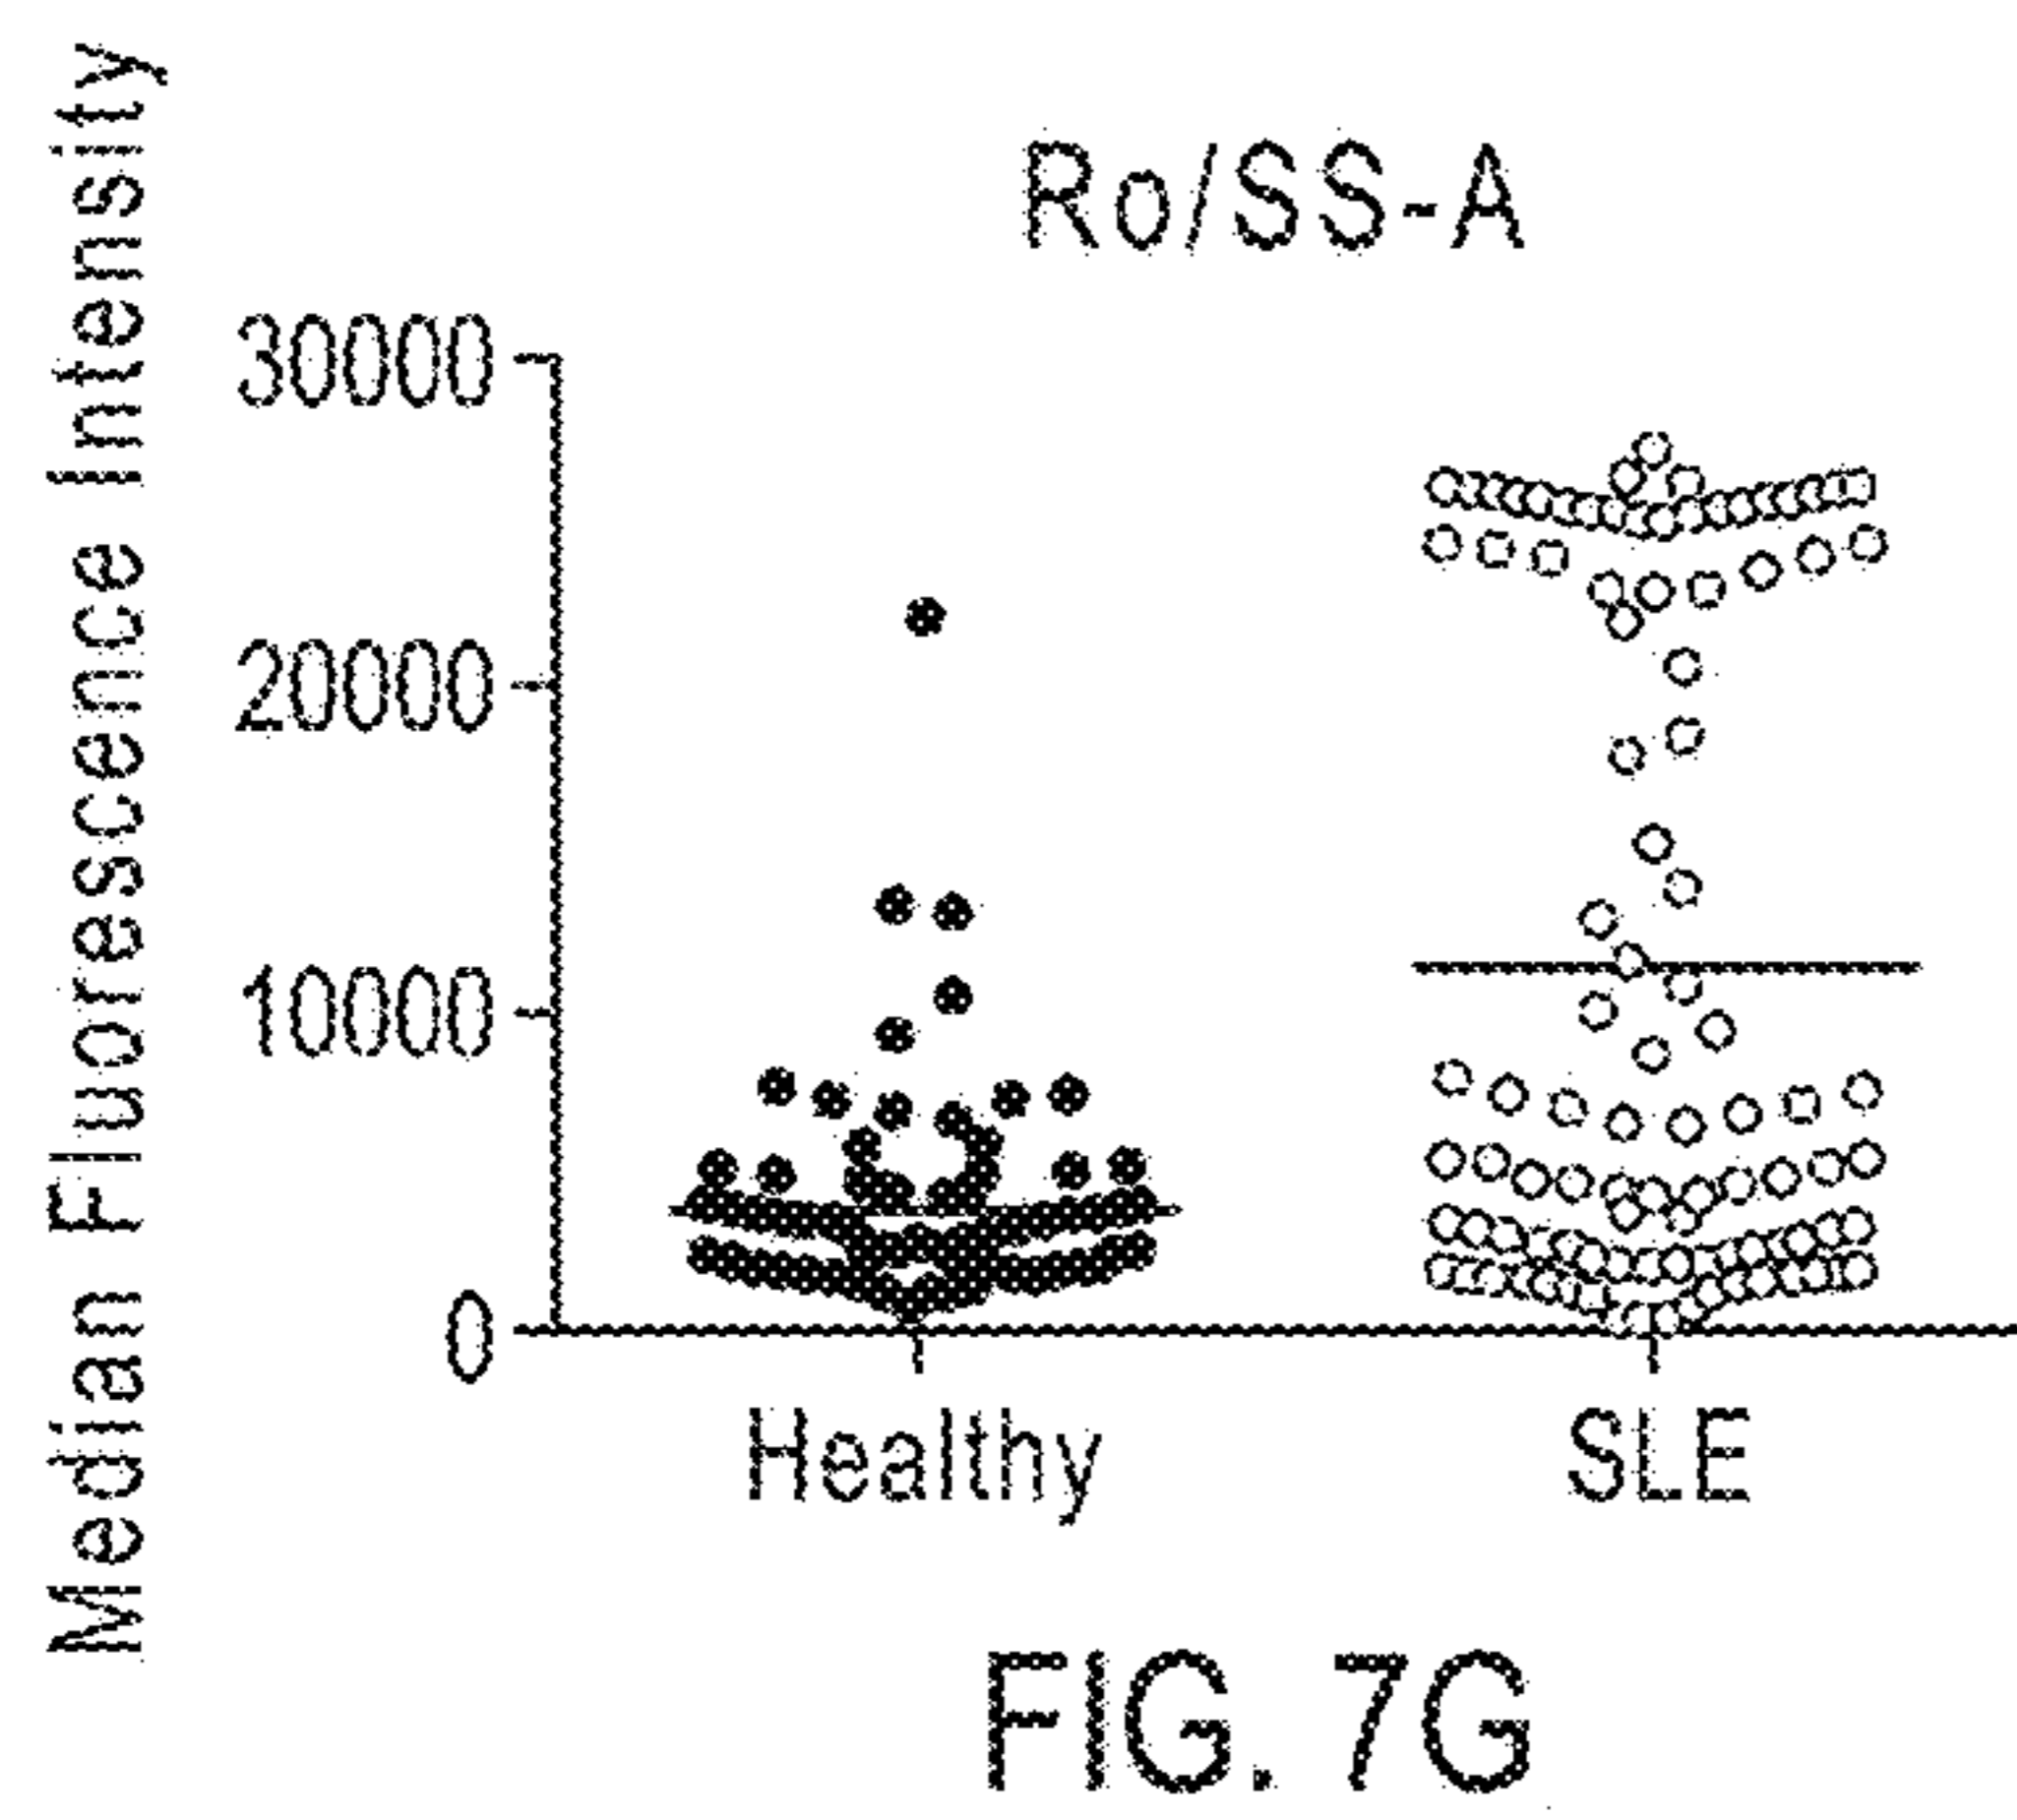 Median Fluorescence Intensity
Ro/SS-A
30000
20000
10000
0
Healthy
SLE
FIG. 7G